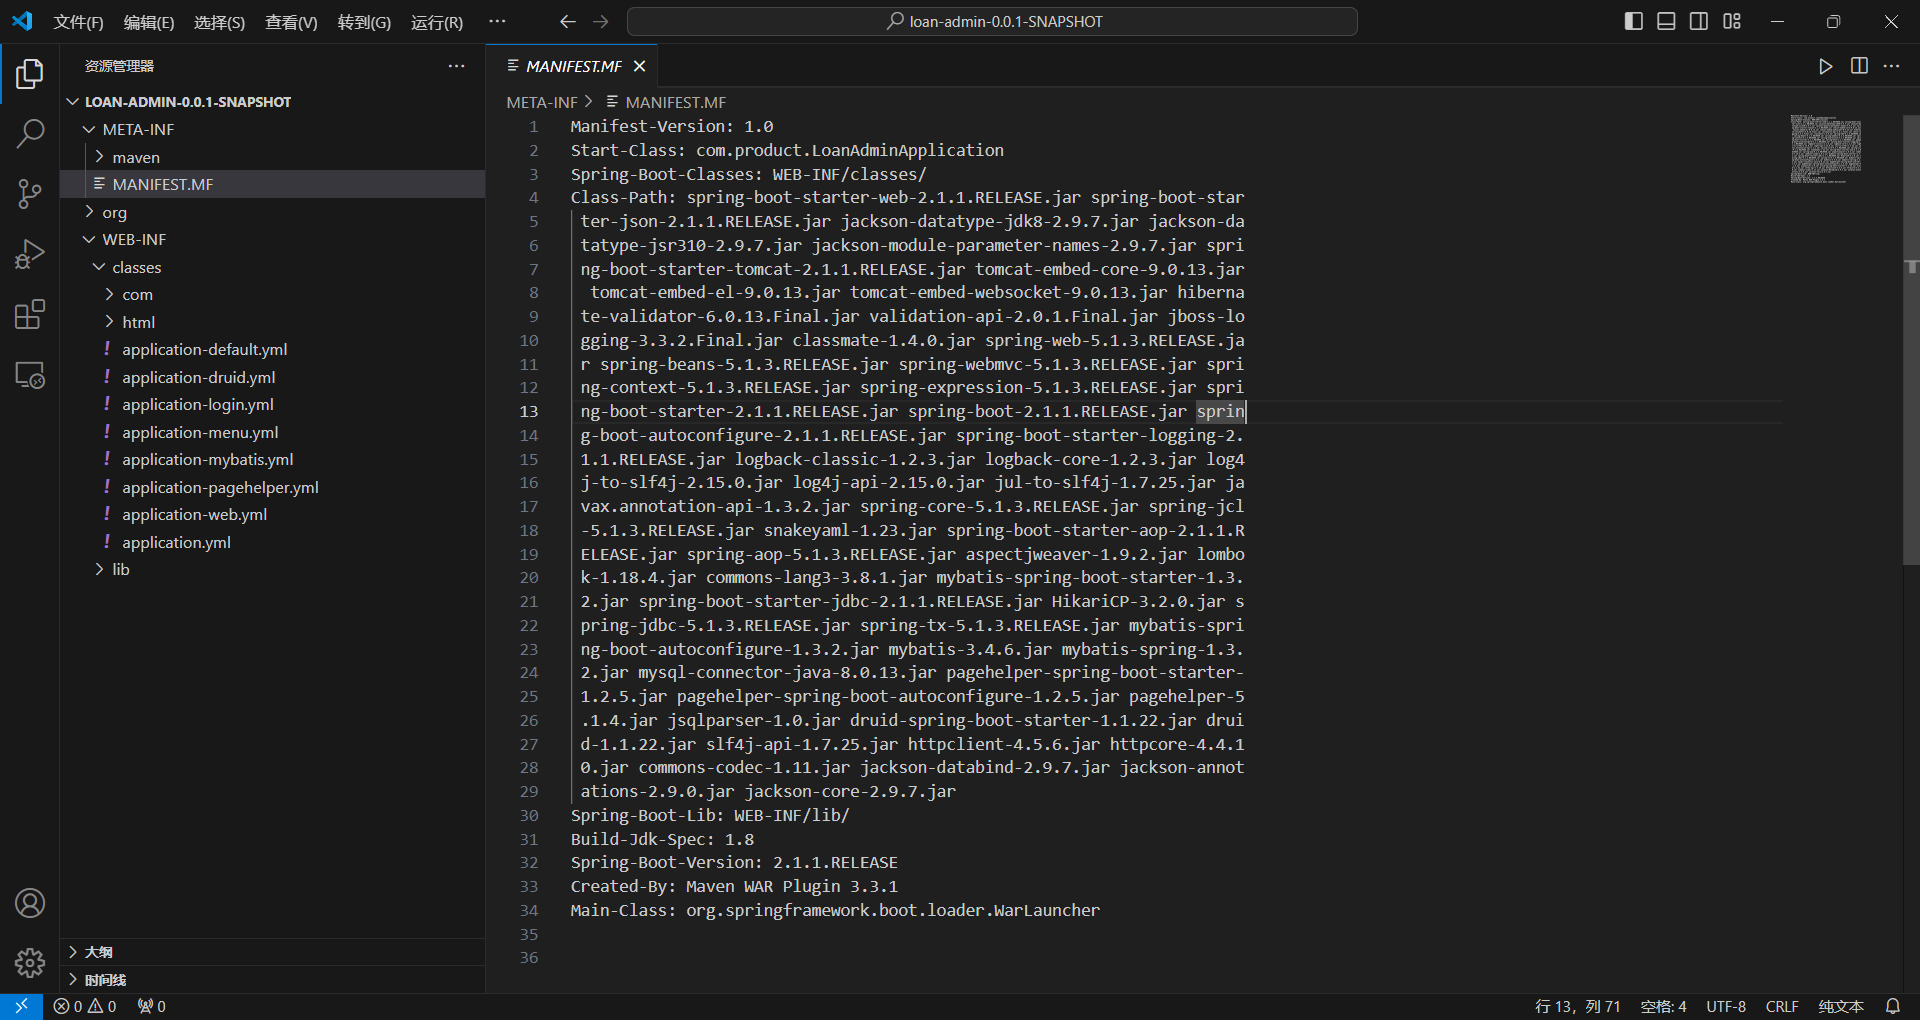 文件(F) 编辑(E) 选择(S) 查看(V) 转到(G) 运行(R) ··· loan-admin-0.0.1-SNAPSHOT
资源管理器 ···
LOAN-ADMIN-0.0.1-SNAPSHOT
META-INF
maven
MANIFEST.MF
org
WEB-INF
classes
com
html
! application-default.yml
! application-druid.yml
! application-login.yml
! application-menu.yml
! application-mybatis.yml
! application-pagehelper.yml
! application-web.yml
! application.yml
lib
大纲
时间线
MANIFEST.MF
META-INF > MANIFEST.MF
1 Manifest-Version: 1.0
2 Start-Class: com.product.LoanAdminApplication
3 Spring-Boot-Classes: WEB-INF/classes/
4 Class-Path: spring-boot-starter-web-2.1.1.RELEASE.jar spring-boot-star
5 ter-json-2.1.1.RELEASE.jar jackson-datatype-jdk8-2.9.7.jar jackson-da
6 tatype-jsr310-2.9.7.jar jackson-module-parameter-names-2.9.7.jar spri
7 ng-boot-starter-tomcat-2.1.1.RELEASE.jar tomcat-embed-core-9.0.13.jar
8 tomcat-embed-el-9.0.13.jar tomcat-embed-websocket-9.0.13.jar hiberna
9 te-validator-6.0.13.Final.jar validation-api-2.0.1.Final.jar jboss-lo
10 gging-3.3.2.Final.jar classmate-1.4.0.jar spring-web-5.1.3.RELEASE.ja
11 r spring-beans-5.1.3.RELEASE.jar spring-webmvc-5.1.3.RELEASE.jar spri
12 ng-context-5.1.3.RELEASE.jar spring-expression-5.1.3.RELEASE.jar spri
13 ng-boot-starter-2.1.1.RELEASE.jar spring-boot-2.1.1.RELEASE.jar sprin
14 g-boot-autoconfigure-2.1.1.RELEASE.jar spring-boot-starter-logging-2.
15 1.1.RELEASE.jar logback-classic-1.2.3.jar logback-core-1.2.3.jar log4
16 j-to-slf4j-2.15.0.jar log4j-api-2.15.0.jar jul-to-slf4j-1.7.25.jar ja
17 vax.annotation-api-1.3.2.jar spring-core-5.1.3.RELEASE.jar spring-jcl
18 -5.1.3.RELEASE.jar snakeyaml-1.23.jar spring-boot-starter-aop-2.1.1.R
19 ELEASE.jar spring-aop-5.1.3.RELEASE.jar aspectjweaver-1.9.2.jar lombo
20 k-1.18.4.jar commons-lang3-3.8.1.jar mybatis-spring-boot-starter-1.3.
21 2.jar spring-boot-starter-jdbc-2.1.1.RELEASE.jar HikariCP-3.2.0.jar s
22 pring-jdbc-5.1.3.RELEASE.jar spring-tx-5.1.3.RELEASE.jar mybatis-spri
23 ng-boot-autoconfigure-1.3.2.jar mybatis-3.4.6.jar mybatis-spring-1.3.
24 2.jar mysql-connector-java-8.0.13.jar pagehelper-spring-boot-starter-
25 1.2.5.jar pagehelper-spring-boot-autoconfigure-1.2.5.jar pagehelper-5
26 .1.4.jar jsqlparser-1.0.jar druid-spring-boot-starter-1.1.22.jar drui
27 d-1.1.22.jar slf4j-api-1.7.25.jar httpclient-4.5.6.jar httpcore-4.4.1
28 0.jar commons-codec-1.11.jar jackson-databind-2.9.7.jar jackson-annot
29 ations-2.9.0.jar jackson-core-2.9.7.jar
30 Spring-Boot-Lib: WEB-INF/lib/
31 Build-Jdk-Spec: 1.8
32 Spring-Boot-Version: 2.1.1.RELEASE
33 Created-By: Maven WAR Plugin 3.3.1
34 Main-Class: org.springframework.boot.loader.WarLauncher
35
36
0 0 0 行 13，列 71 空格: 4 UTF-8 CRLF 纯文本